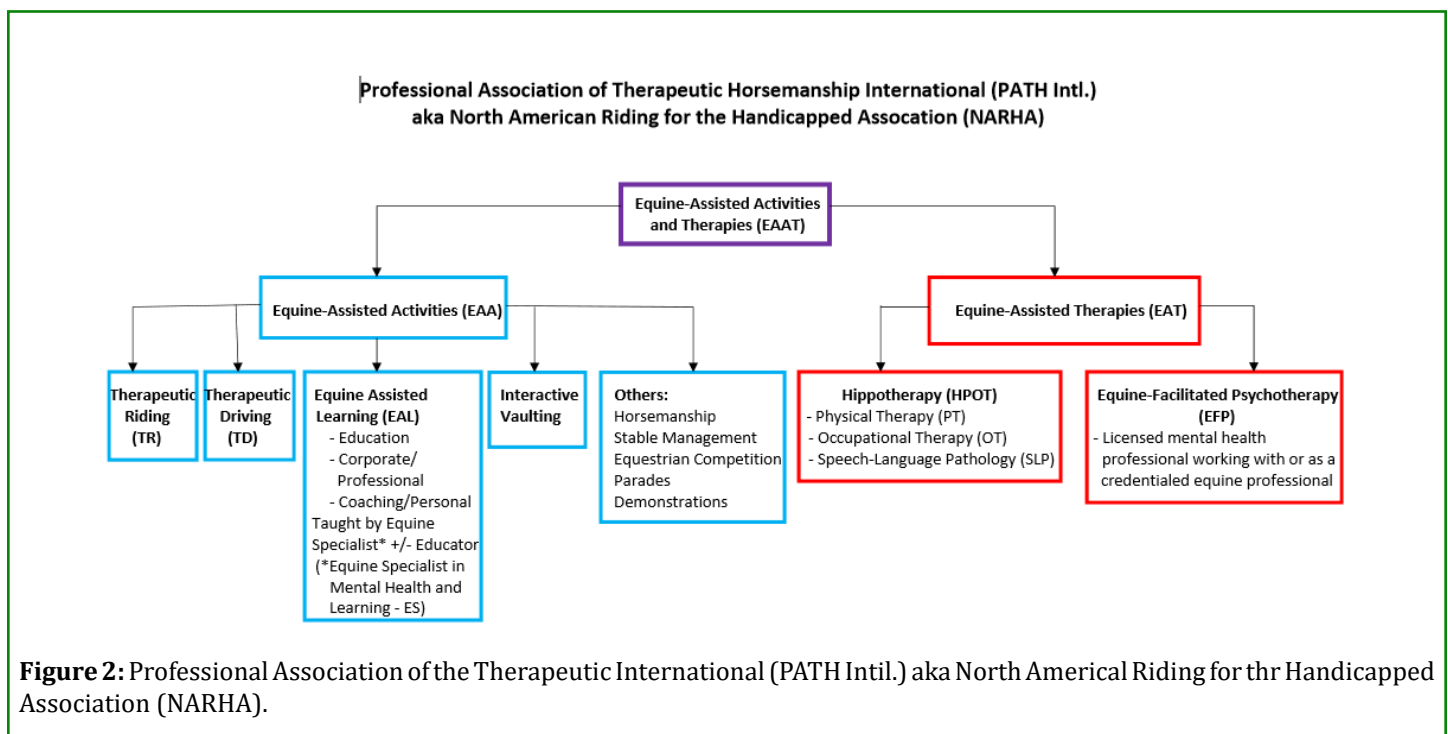 Professional Association of Therapeutic Horsemanship International (PATH Intl.)
aka North American Riding for the Handicapped Assocation (NARHA)
Equine-Assisted Activities
and Therapies (EAAT)
Equine-Assisted Activities (EAA)
Equine-Assisted Therapies (EAT)
Therapeutic
Riding
(TR)
Therapeutic
Driving
(TD)
Equine Assisted
Learning (EAL)
- Education
- Corporate/
Professional
- Coaching/Personal
Taught by Equine
Specialist* +/- Educator
(*Equine Specialist in
Mental Health and
Learning - ES)
Interactive
Vaulting
Others:
Horsemanship
Stable Management
Equestrian Competition
Parades
Demonstrations
Hippotherapy (HPOT)
- Physical Therapy (PT)
- Occupational Therapy (OT)
- Speech-Language Pathology (SLP)
Equine-Facilitated Psychotherapy
(EFP)
- Licensed mental health
professional working with or as a
credentialed equine professional
Figure 2: Professional Association of the Therapeutic International (PATH Intil.) aka North Americal Riding for thr Handicapped
Association (NARHA).